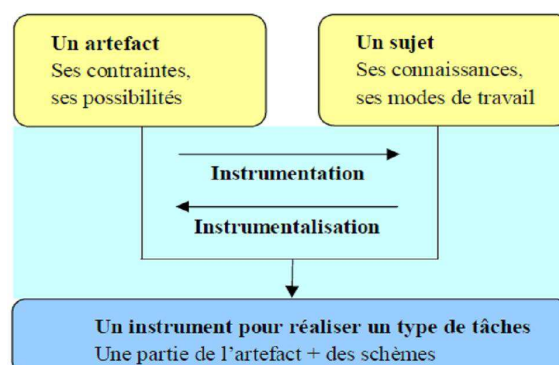 Un artefact
Ses contraintes,
ses possibilités
Un sujet
Ses connaissances,
ses modes de travail
Instrumentation
Instrumentalisation
Un instrument pour réaliser un type de tâches
Une partie de l'artefact + des schèmes